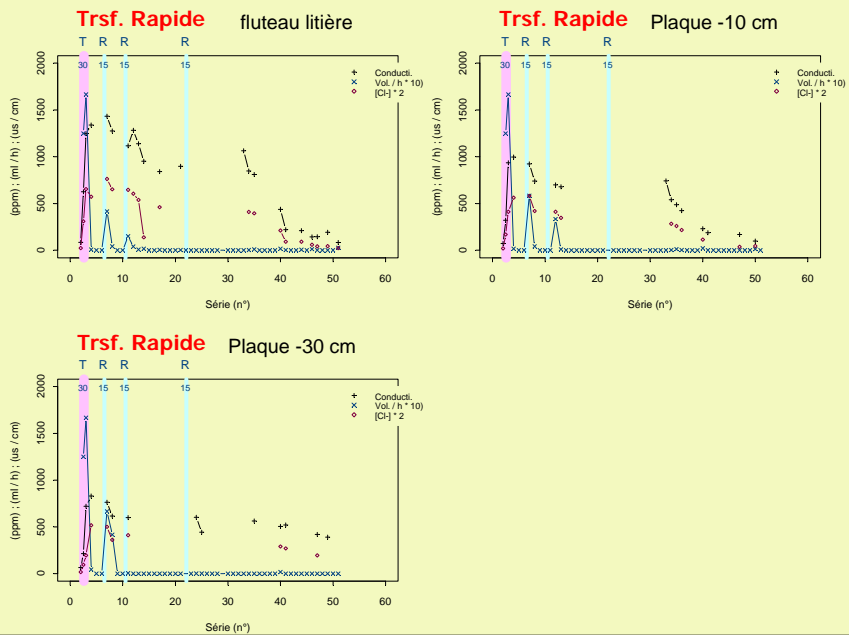 Trsf. Rapide fluteau litière
T R R R
30 15 15 15
Conducti.
Vol. / h * 10)
[Cl-] * 2
(ppm) ; (ml / h) ; (us / cm)
0 500 1000 1500 2000
0 10 20 30 40 50 60
Série (n°)
Trsf. Rapide Plaque -10 cm
T R R R
30 15 15 15
Conducti.
Vol. / h * 10)
[Cl-] * 2
(ppm) ; (ml / h) ; (us / cm)
0 500 1000 1500 2000
0 10 20 30 40 50 60
Série (n°)
Trsf. Rapide Plaque -30 cm
T R R R
30 15 15 15
Conducti.
Vol. / h * 10)
[Cl-] * 2
(ppm) ; (ml / h) ; (us / cm)
0 500 1000 1500 2000
0 10 20 30 40 50 60
Série (n°)